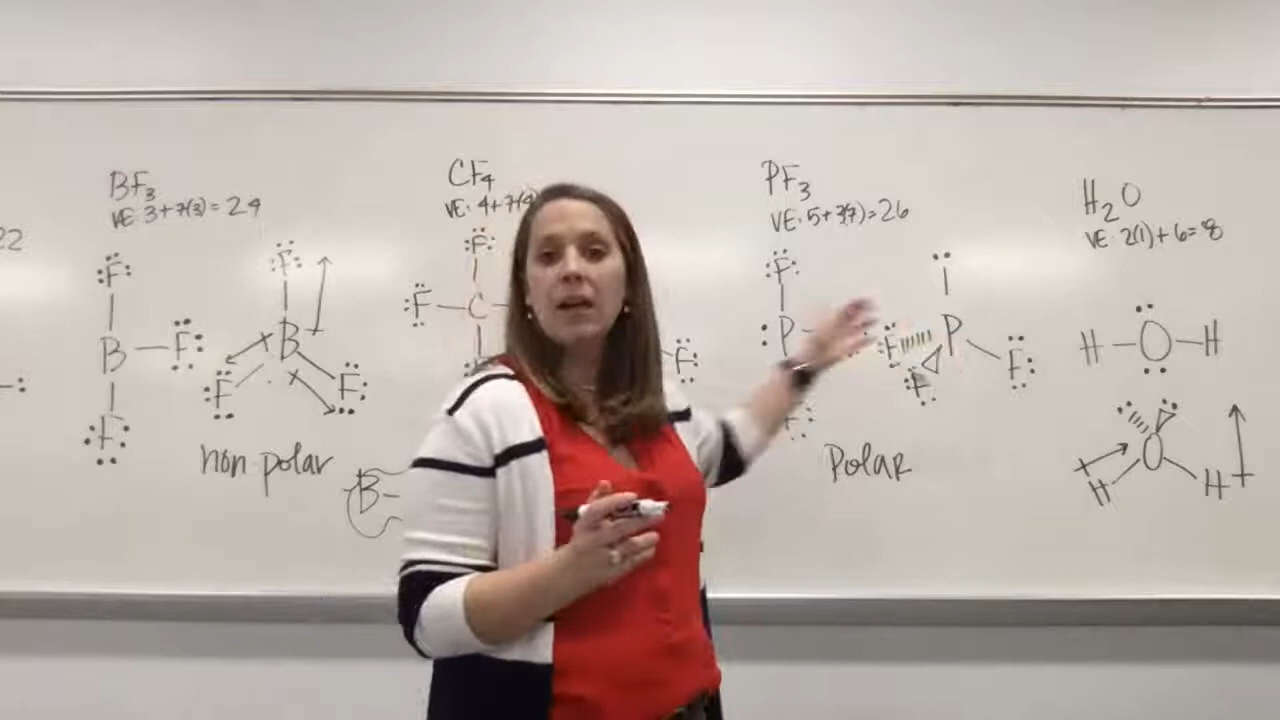 22
BF₃
VE: 3+7(3)=24
:F:
B—F:
:F:
:F:
B
F:
F:
non-polar
B–
CF₄
VE: 4+7(4)
:F:
:F—C—
F:
PF₃
VE: 5+3(7)=26
:F:
:P
:F P F:
:F
Polar
H₂O
VE: 2(1)+6=8
H—O—H
O
H H